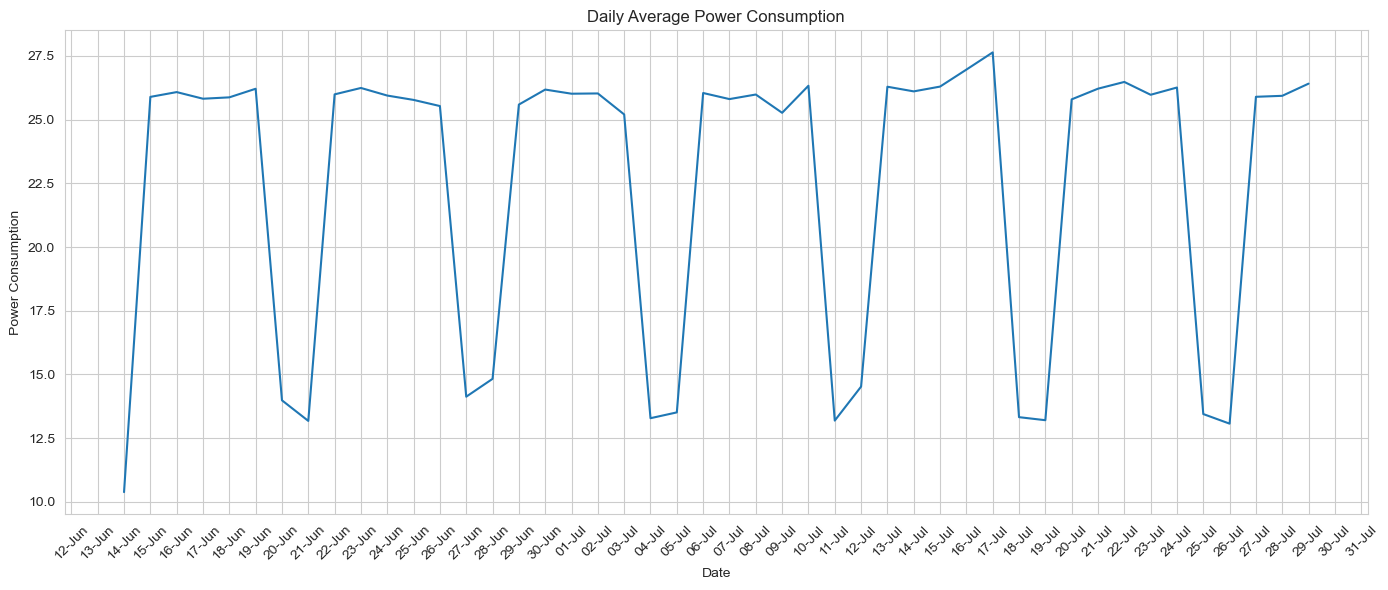 Daily Average Power Consumption
27.5
25.0
22.5
20.0
17.5
15.0
12.5
10.0
Power Consumption
12-Jun 13-Jun 14-Jun 15-Jun 16-Jun 17-Jun 18-Jun 19-Jun 20-Jun 21-Jun 22-Jun 23-Jun 24-Jun 25-Jun 26-Jun 27-Jun 28-Jun 29-Jun 30-Jun 01-Jul 02-Jul 03-Jul 04-Jul 05-Jul 06-Jul 07-Jul 08-Jul 09-Jul 10-Jul 11-Jul 12-Jul 13-Jul 14-Jul 15-Jul 16-Jul 17-Jul 18-Jul 19-Jul 20-Jul 21-Jul 22-Jul 23-Jul 24-Jul 25-Jul 26-Jul 27-Jul 28-Jul 29-Jul 30-Jul 31-Jul
Date